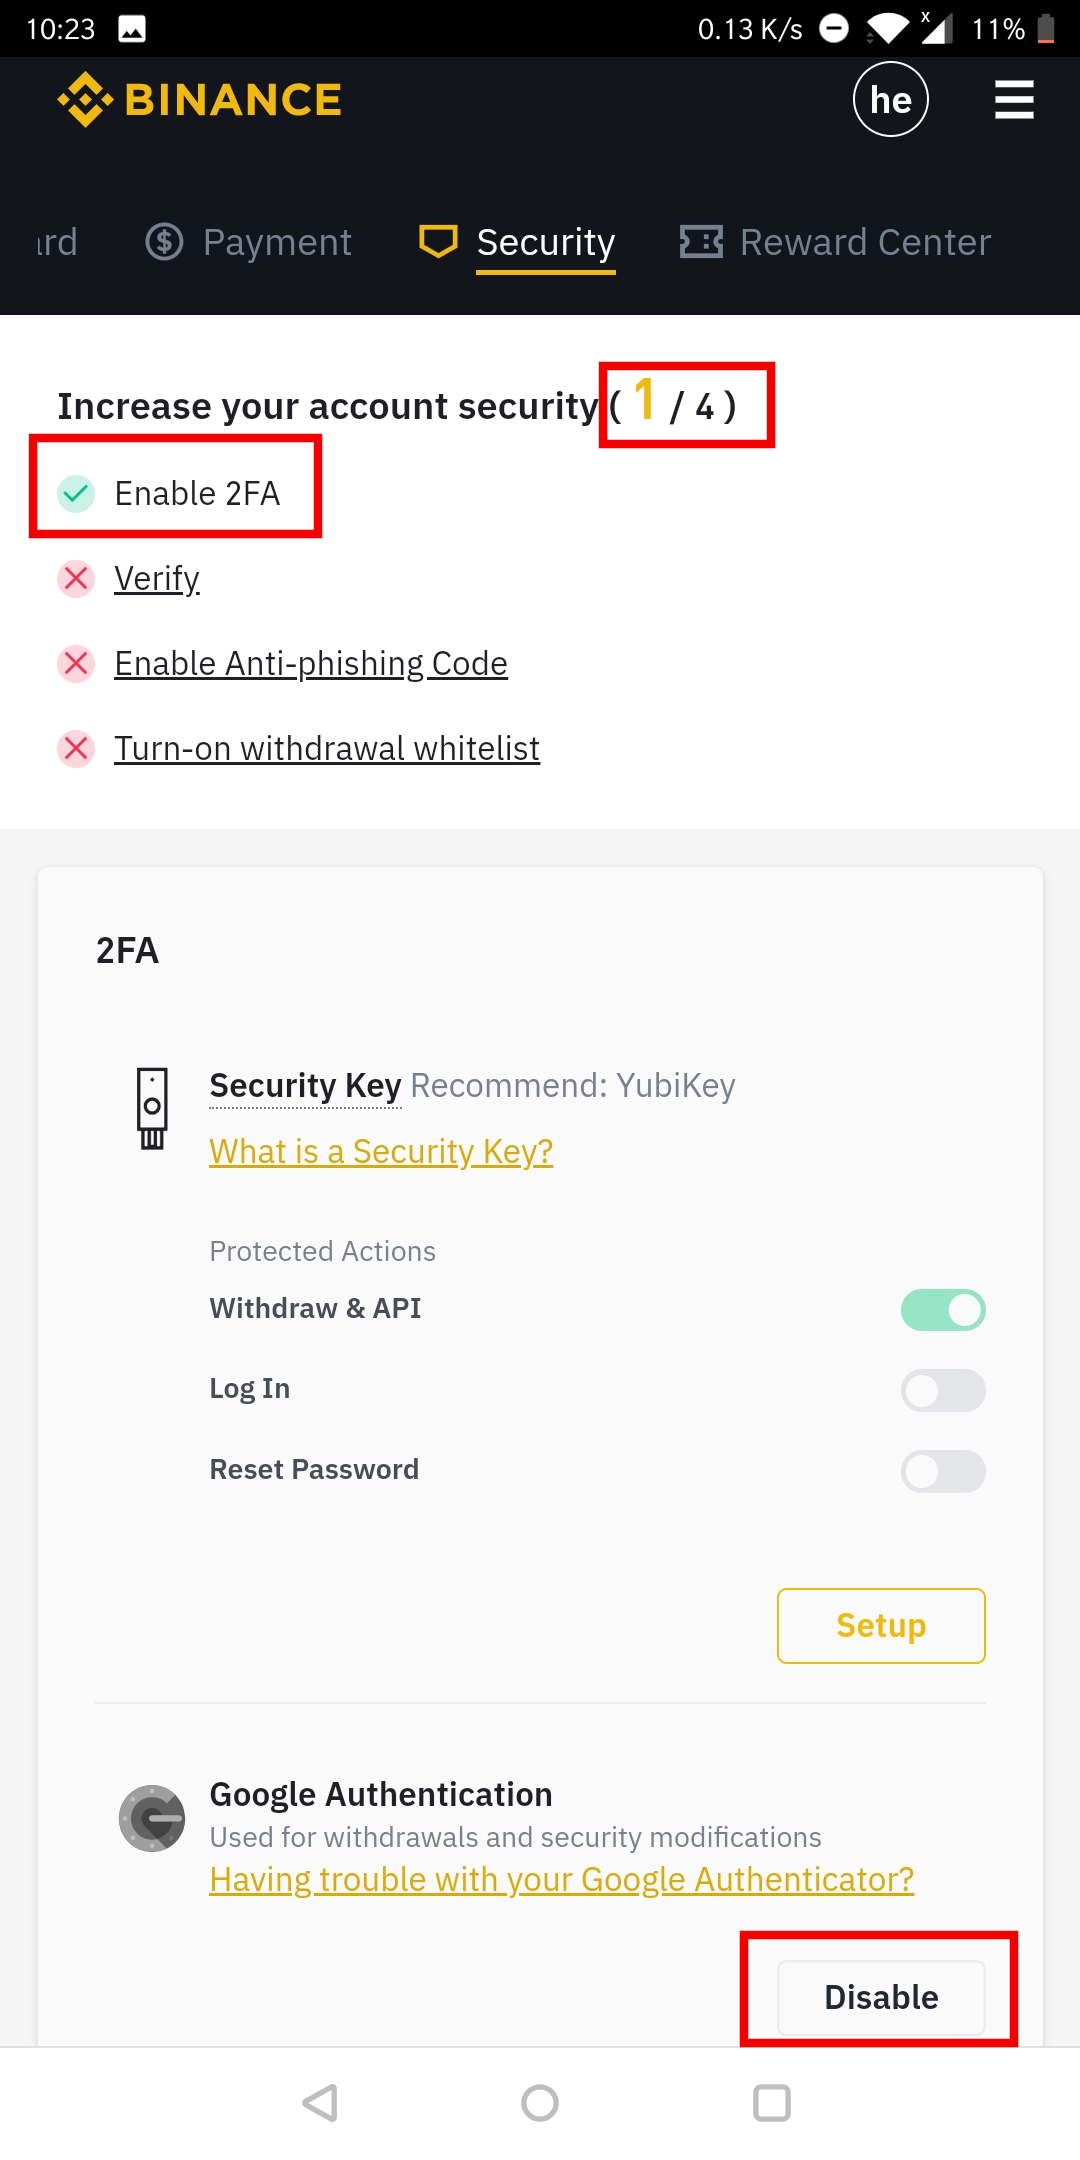 10:23 0.13 K/s x 11%
BINANCE he
rd Payment Security Reward Center
Increase your account security ( 1 / 4 )
Enable 2FA
Verify
Enable Anti-phishing Code
Turn-on withdrawal whitelist
2FA
Security Key Recommend: YubiKey
What is a Security Key?
Protected Actions
Withdraw & API
Log In
Reset Password
Setup
Google Authentication
Used for withdrawals and security modifications
Having trouble with your Google Authenticator?
Disable